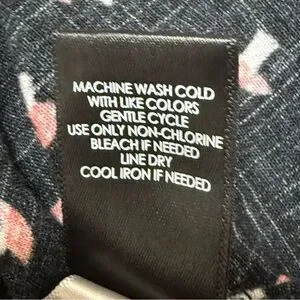 MACHINE WASH COLD
WITH LIKE COLORS
GENTLE CYCLE
USE ONLY NON-CHLORINE
BLEACH IF NEEDED
LINE DRY
COOL IRON IF NEEDED